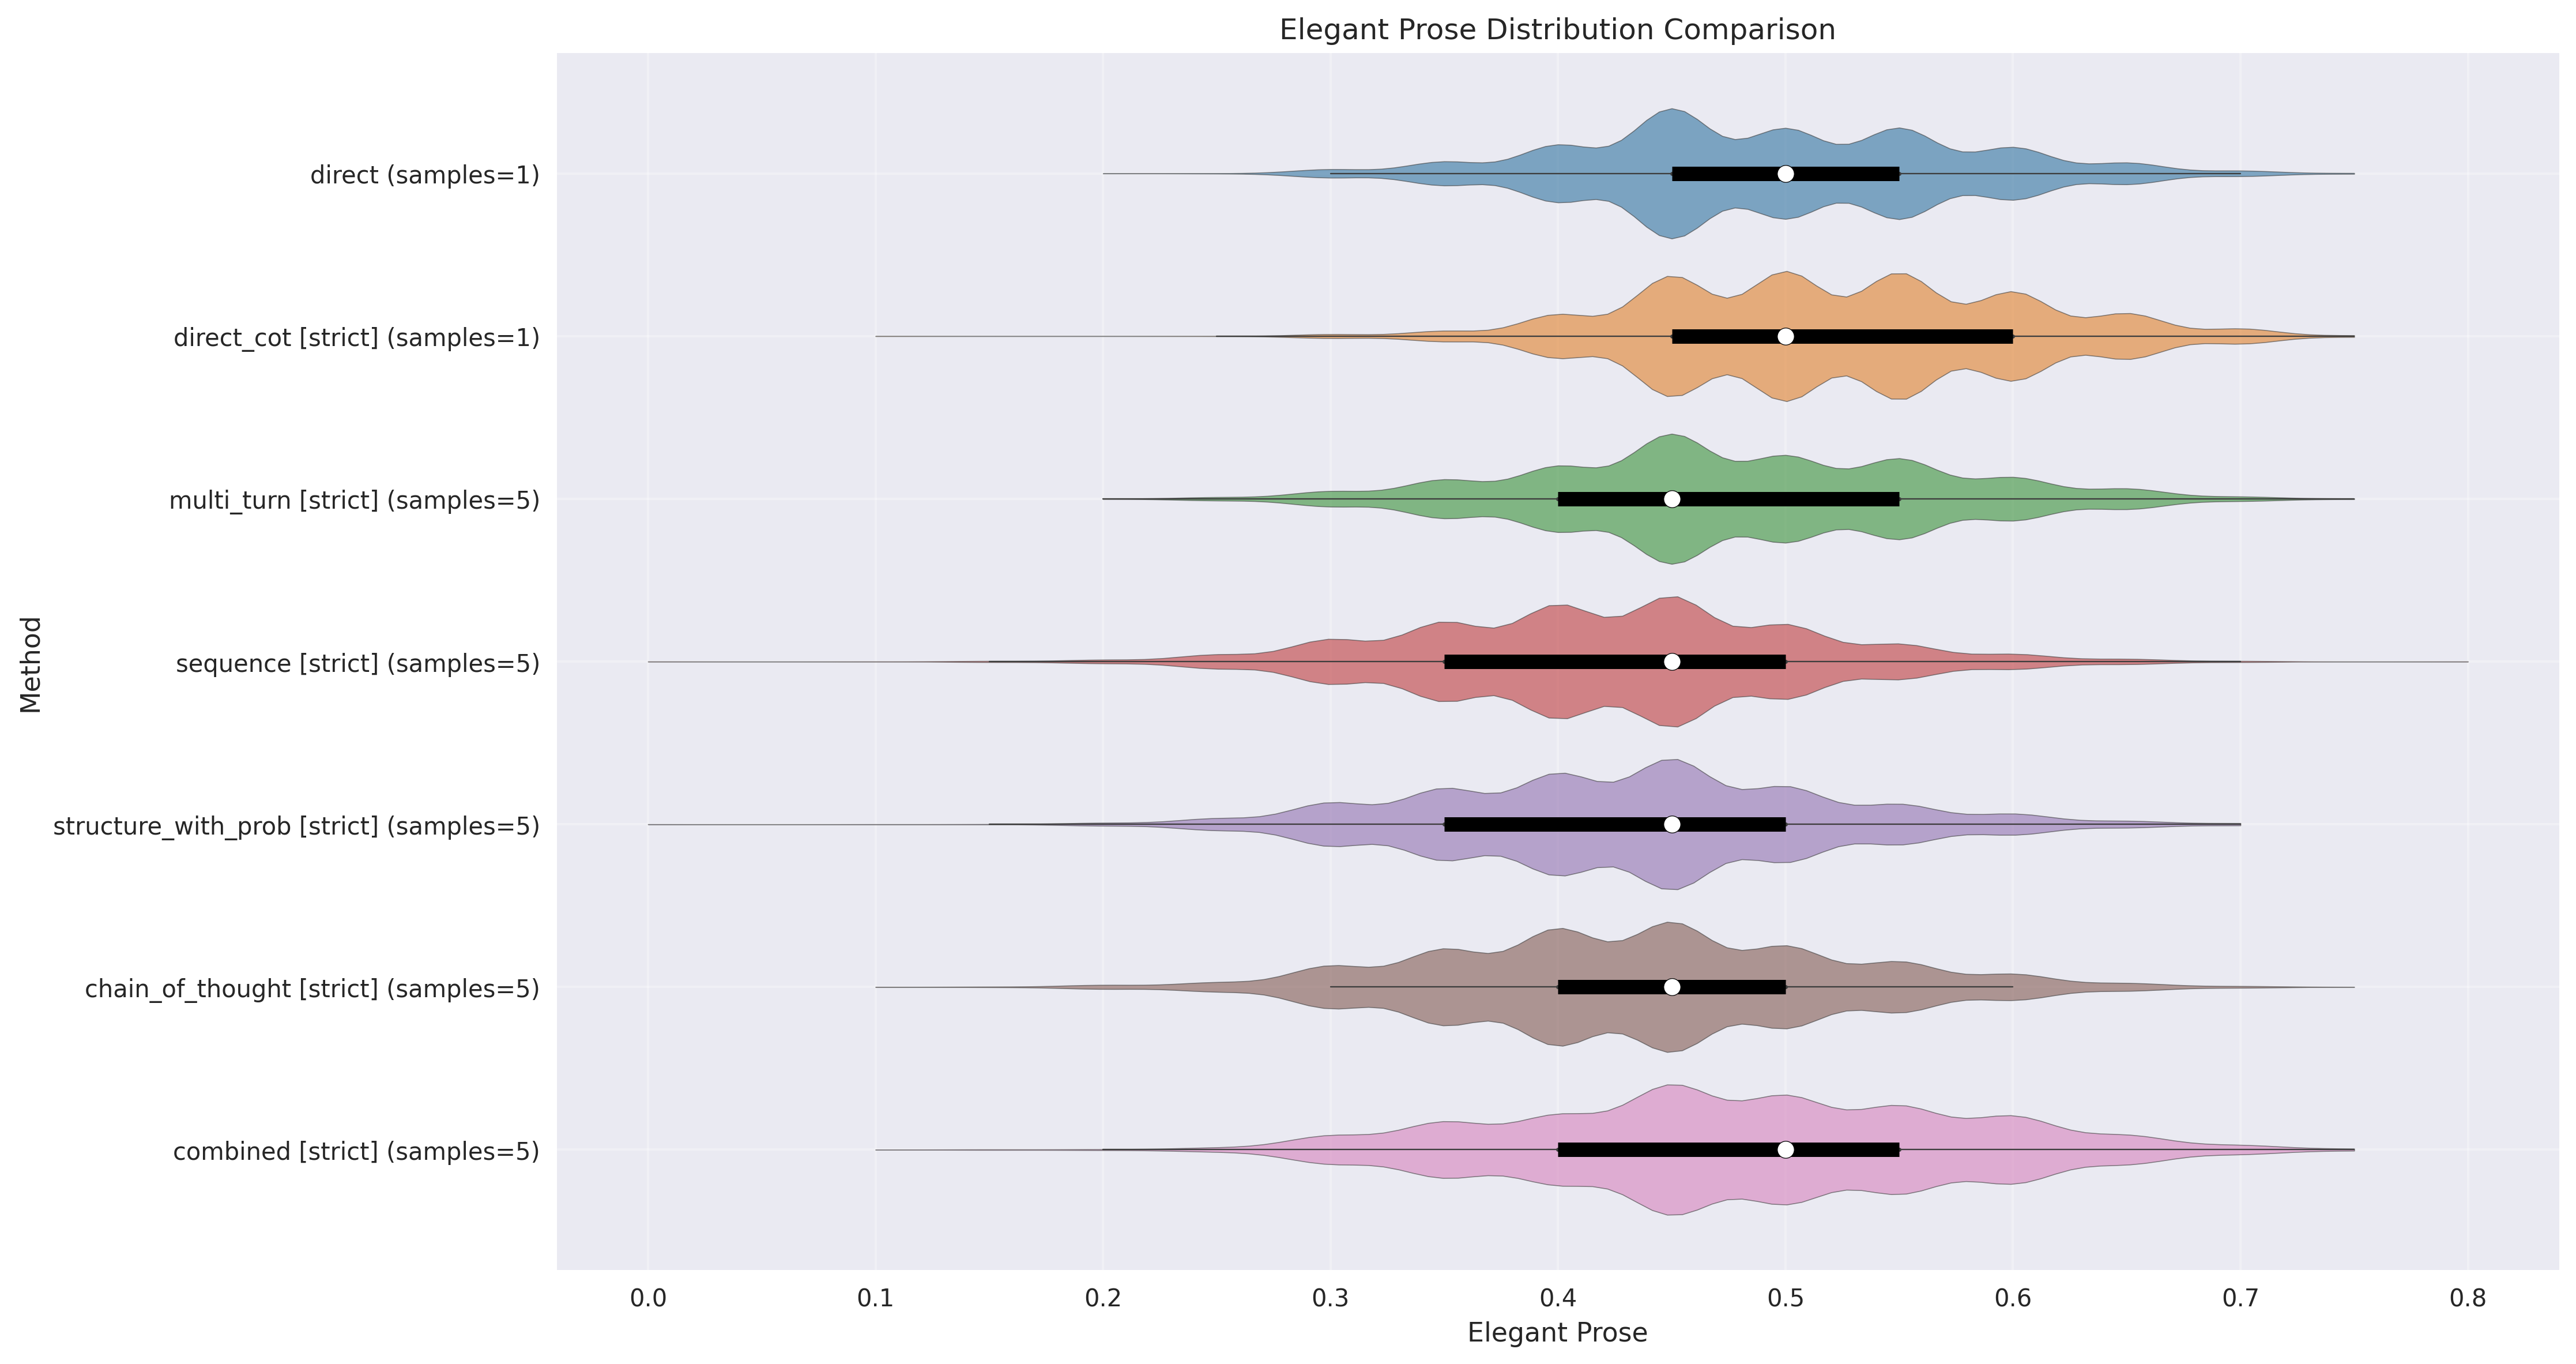 Elegant Prose Distribution Comparison
Method
direct (samples=1)
direct_cot [strict] (samples=1)
multi_turn [strict] (samples=5)
sequence [strict] (samples=5)
structure_with_prob [strict] (samples=5)
chain_of_thought [strict] (samples=5)
combined [strict] (samples=5)
0.0 0.1 0.2 0.3 0.4 0.5 0.6 0.7 0.8
Elegant Prose